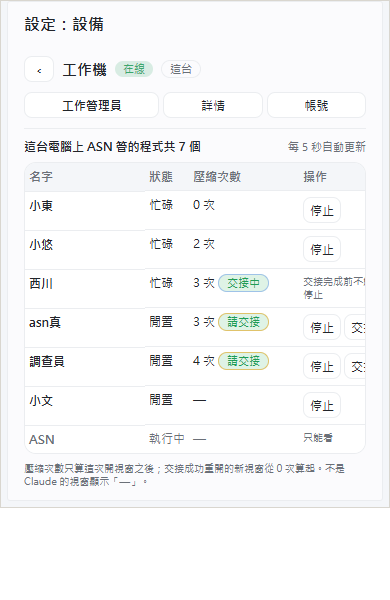 設定：設備
‹ 工作機 在線 這台
工作管理員 詳情 帳號
這台電腦上 ASN 管的程式共 7 個 每 5 秒自動更新
名字 狀態 壓縮次數 操作
小東 忙碌 0 次 停止
小悠 忙碌 2 次 停止
西川 忙碌 3 次 交接中 交接完成前不
停止
asn真 閒置 3 次 請交接 停止 交
調查員 閒置 4 次 請交接 停止 交
小文 閒置 — 停止
ASN 執行中 — 只能看
壓縮次數只算這次開視窗之後；交接成功重開的新視窗從 0 次算起。不是
Claude 的視窗顯示「—」。